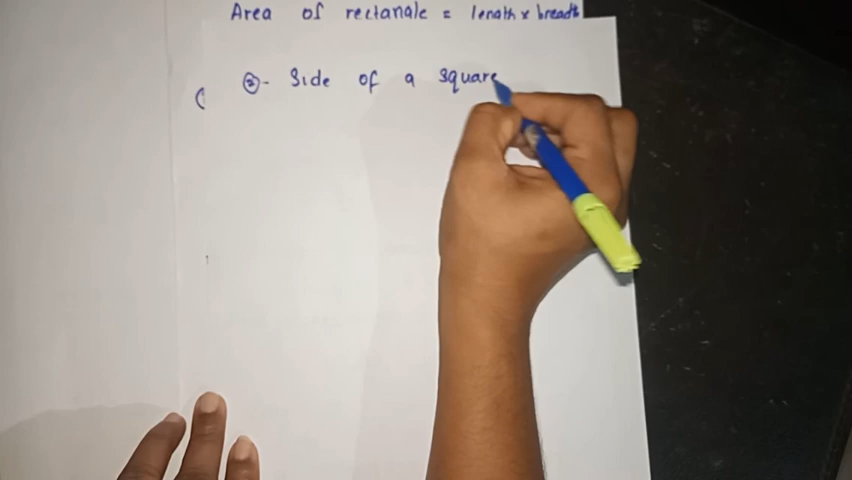 Area of rectangle = length x breadth
( ②- Side of a square